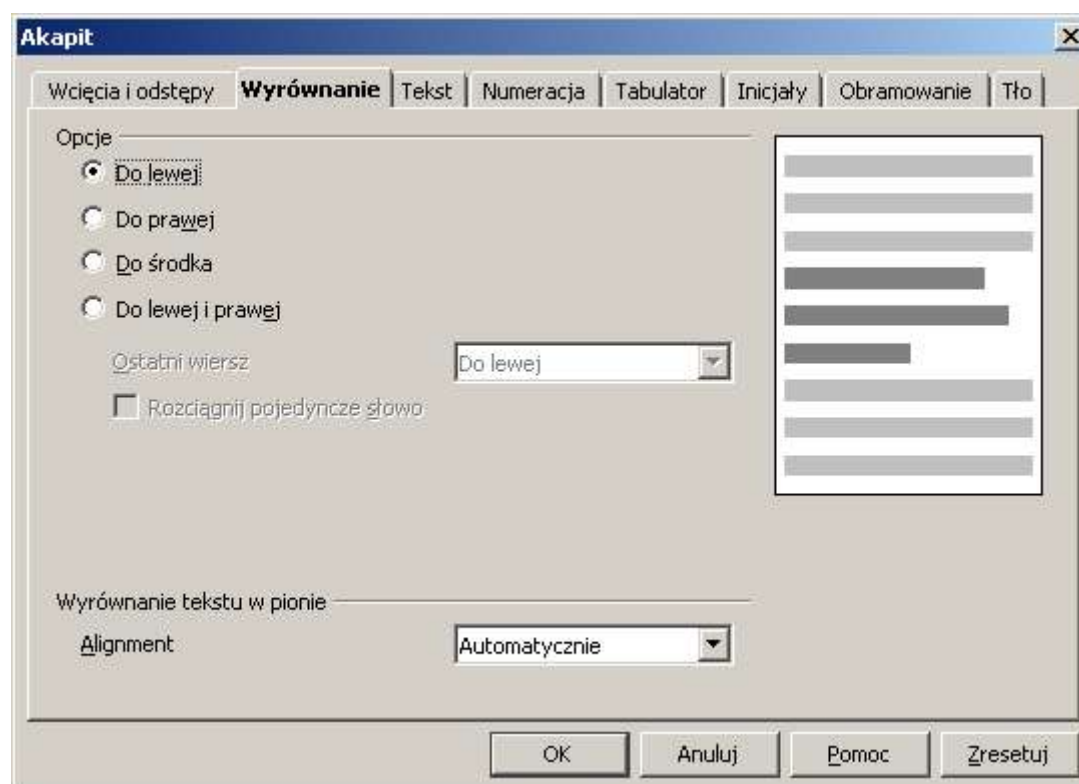 Akapit
Wcięcia i odstępy Wyrównanie Tekst Numeracja Tabulator Inicjały Obramowanie Tło
Opcje
Do lewej
Do prawej
Do środka
Do lewej i prawej
Ostatni wiersz Do lewej
Rozciągnij pojedyncze słowo
Wyrównanie tekstu w pionie
Alignment Automatycznie
OK Anuluj Pomoc Zresetuj